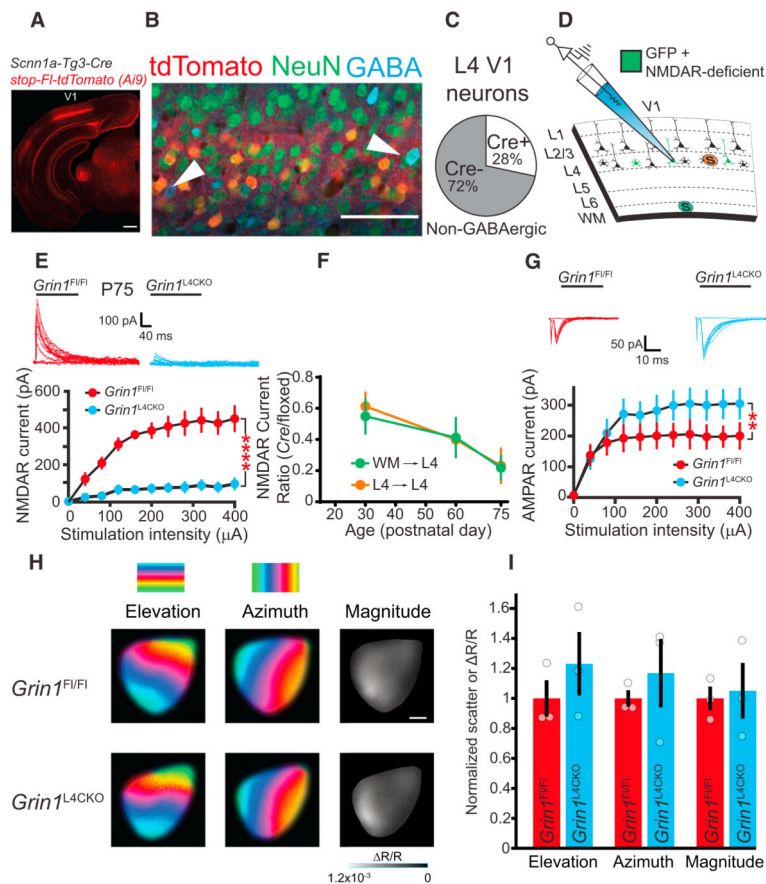 A
Scnn1a-Tg3-Cre
stop-Fl-tdTomato (Ai9)
V1
B
tdTomato NeuN GABA
C
L4 V1
neurons
Cre+
28%
Cre-
72%
Non-GABAergic
D
GFP +
NMDAR-deficient
V1
L1
L2/3
L4
L5
L6
WM
S
S
E
Grin1Fl/Fl
P75
Grin1L4CKO
100 pA
40 ms
NMDAR current (pA)
600
400
200
0
Grin1Fl/Fl
Grin1L4CKO
****
0 100 200 300 400
Stimulation intensity (µA)
F
NMDAR Current
Ratio (Cre/floxed)
0.8
0.6
0.4
0.2
0
WM → L4
L4 → L4
20 30 40 50 60 75
Age (postnatal day)
G
Grin1Fl/Fl
Grin1L4CKO
50 pA
10 ms
AMPAR current (pA)
300
200
100
0
Grin1Fl/Fl
Grin1L4CKO
**
0 100 200 300 400
Stimulation intensity (µA)
H
Elevation Azimuth Magnitude
Grin1Fl/Fl
Grin1L4CKO
ΔR/R
1.2x10-3 0
I
Normalized scatter or ΔR/R
1.6
1.4
1.2
1
0.8
0.6
0.4
0.2
0
Grin1Fl/Fl
Grin1L4CKO
Grin1Fl/Fl
Grin1L4CKO
Grin1Fl/Fl
Grin1L4CKO
Elevation Azimuth Magnitude